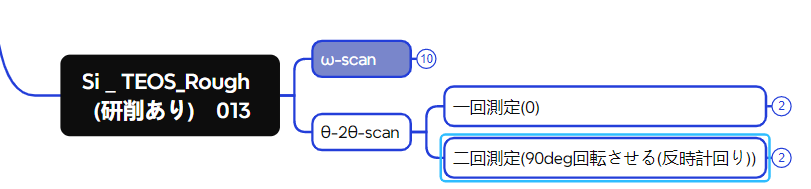 Si _ TEOS_Rough
(研削あり) 013
ω-scan
10
θ-2θ-scan
一回測定(0)
2
二回測定(90deg回転させる(反時計回り))
2